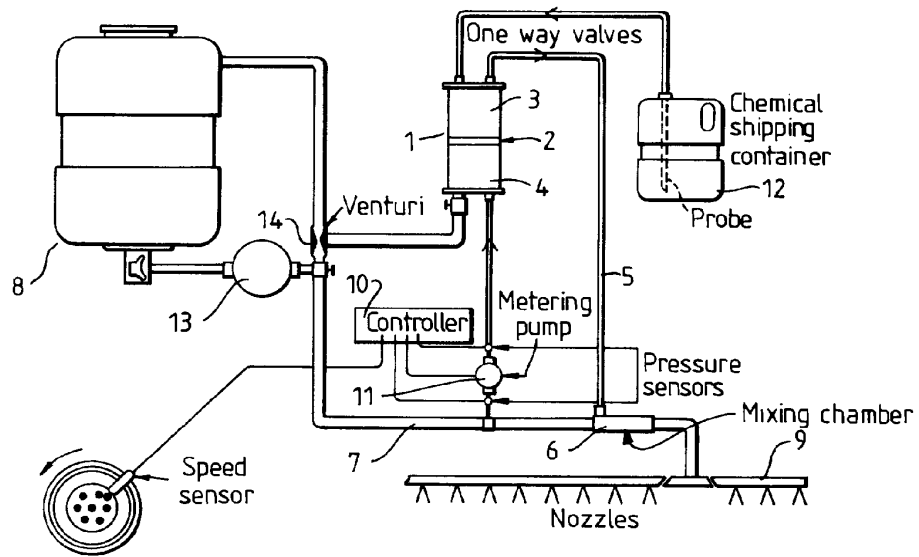 One way valves
3
1
2
4
Chemical
shipping
container
12
Probe
Venturi
14
8
13
10
Controller
Metering
pump
5
11
Pressure
sensors
Mixing chamber
7
6
9
Speed
sensor
Nozzles